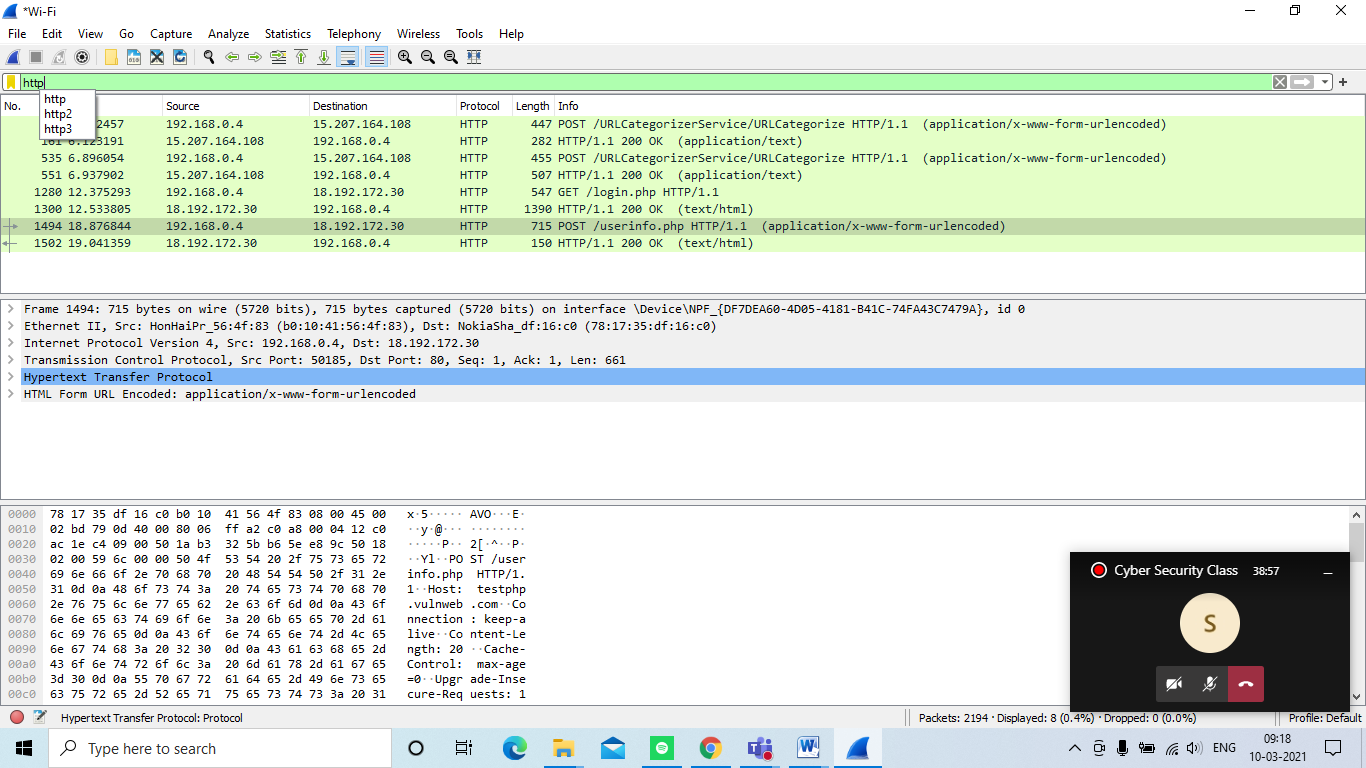 *Wi-Fi
File Edit View Go Capture Analyze Statistics Telephony Wireless Tools Help
http
http
http2
http3
No. Source Destination Protocol Length Info
2457 192.168.0.4 15.207.164.108 HTTP 447 POST /URLCategorizerService/URLCategorize HTTP/1.1 (application/x-www-form-urlencoded)
161 6.123191 15.207.164.108 192.168.0.4 HTTP 282 HTTP/1.1 200 OK (application/text)
535 6.896054 192.168.0.4 15.207.164.108 HTTP 455 POST /URLCategorizerService/URLCategorize HTTP/1.1 (application/x-www-form-urlencoded)
551 6.937902 15.207.164.108 192.168.0.4 HTTP 507 HTTP/1.1 200 OK (application/text)
1280 12.375293 192.168.0.4 18.192.172.30 HTTP 547 GET /login.php HTTP/1.1
1300 12.533805 18.192.172.30 192.168.0.4 HTTP 1390 HTTP/1.1 200 OK (text/html)
1494 18.876844 192.168.0.4 18.192.172.30 HTTP 715 POST /userinfo.php HTTP/1.1 (application/x-www-form-urlencoded)
1502 19.041359 18.192.172.30 192.168.0.4 HTTP 150 HTTP/1.1 200 OK (text/html)
Frame 1494: 715 bytes on wire (5720 bits), 715 bytes captured (5720 bits) on interface \Device\NPF_{DF7DEA60-4D05-4181-B41C-74FA43C7479A}, id 0
Ethernet II, Src: HonHaiPr_56:4f:83 (b0:10:41:56:4f:83), Dst: NokiaSha_df:16:c0 (78:17:35:df:16:c0)
Internet Protocol Version 4, Src: 192.168.0.4, Dst: 18.192.172.30
Transmission Control Protocol, Src Port: 50185, Dst Port: 80, Seq: 1, Ack: 1, Len: 661
Hypertext Transfer Protocol
HTML Form URL Encoded: application/x-www-form-urlencoded
0000 78 17 35 df 16 c0 b0 10 41 56 4f 83 08 00 45 00 x·5····· AVO···E·
0010 02 bd 79 0d 40 00 80 06 ff a2 c0 a8 00 04 12 c0 ··y·@··· ········
0020 ac 1e c4 09 00 50 1a b3 32 5b b6 5e e8 9c 50 18 ·····P·· 2[·^··P·
0030 02 00 59 6c 00 00 50 4f 53 54 20 2f 75 73 65 72 ··Yl··PO ST /user
0040 69 6e 66 6f 2e 70 68 70 20 48 54 54 50 2f 31 2e info.php HTTP/1.
0050 31 0d 0a 48 6f 73 74 3a 20 74 65 73 74 70 68 70 1··Host: testphp
0060 2e 76 75 6c 6e 77 65 62 2e 63 6f 6d 0d 0a 43 6f .vulnweb .com··Co
0070 6e 6e 65 63 74 69 6f 6e 3a 20 6b 65 65 70 2d 61 nnection : keep-a
0080 6c 69 76 65 0d 0a 43 6f 6e 74 65 6e 74 2d 4c 65 live··Co ntent-Le
0090 6e 67 74 68 3a 20 32 30 0d 0a 43 61 63 68 65 2d ngth: 20 ··Cache-
00a0 43 6f 6e 74 72 6f 6c 3a 20 6d 61 78 2d 61 67 65 Control: max-age
00b0 3d 30 0d 0a 55 70 67 72 61 64 65 2d 49 6e 73 65 =0··Upgr ade-Inse
00c0 63 75 72 65 2d 52 65 71 75 65 73 74 73 3a 20 31 cure-Req uests: 1
Cyber Security Class 38:57
S
Hypertext Transfer Protocol: Protocol Packets: 2194 · Displayed: 8 (0.4%) · Dropped: 0 (0.0%) Profile: Default
Type here to search
ENG
09:18
10-03-2021